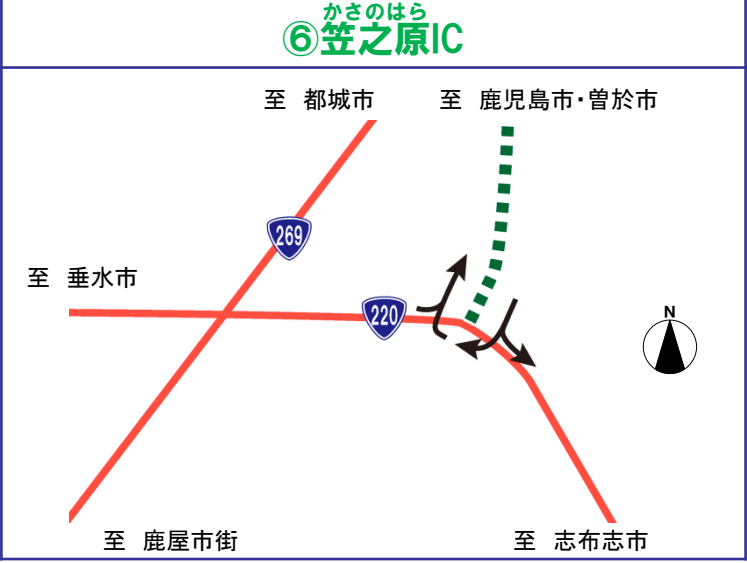 かさのはら
⑥笠之原IC
至 都城市
至 鹿児島市・曽於市
269
至 垂水市
220
N
至 鹿屋市街
至 志布志市